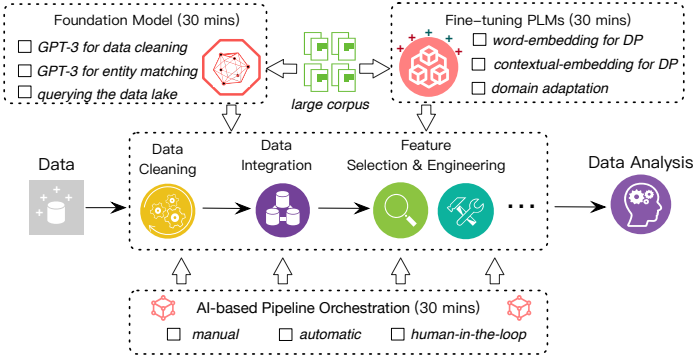 Foundation Model (30 mins)
GPT-3 for data cleaning
GPT-3 for entity matching
querying the data lake
large corpus
Fine-tuning PLMs (30 mins)
word-embedding for DP
contextual-embedding for DP
domain adaptation
Data
Data
Cleaning
Data
Integration
Feature
Selection & Engineering
...
Data Analysis
AI-based Pipeline Orchestration (30 mins)
manual
automatic
human-in-the-loop